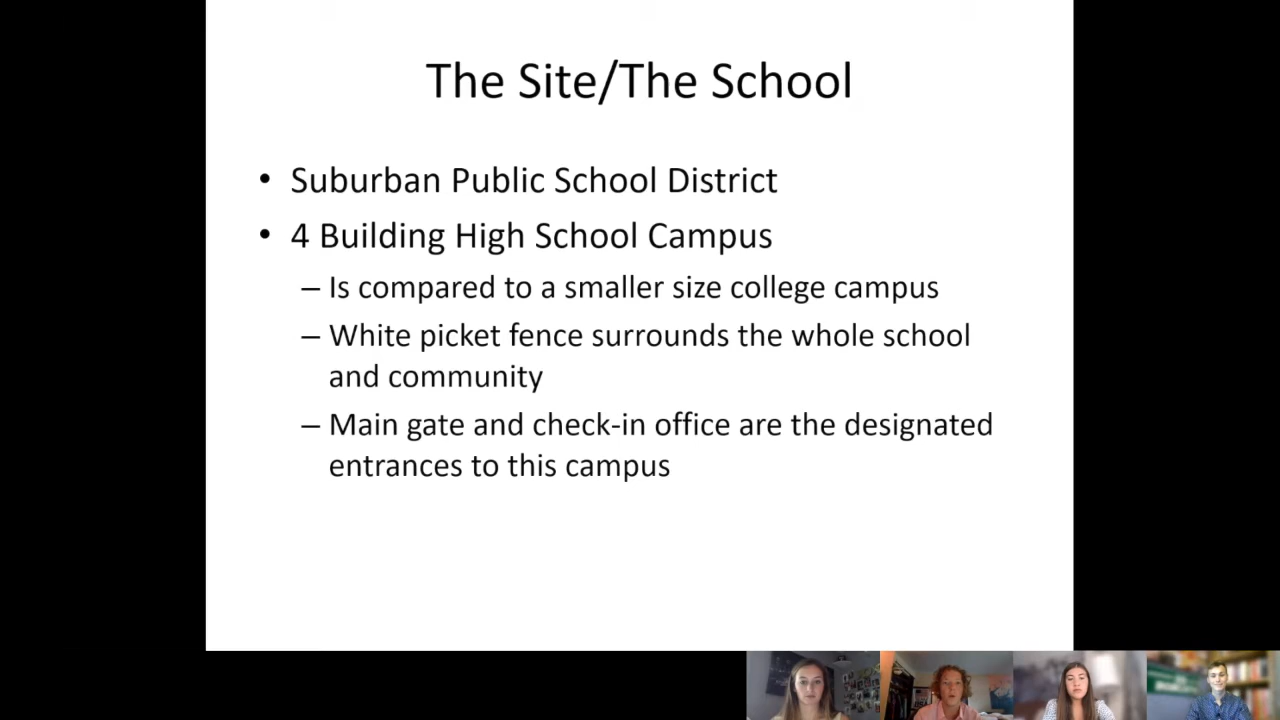 The Site/The School
• Suburban Public School District
• 4 Building High School Campus
– Is compared to a smaller size college campus
– White picket fence surrounds the whole school
and community
– Main gate and check-in office are the designated
entrances to this campus